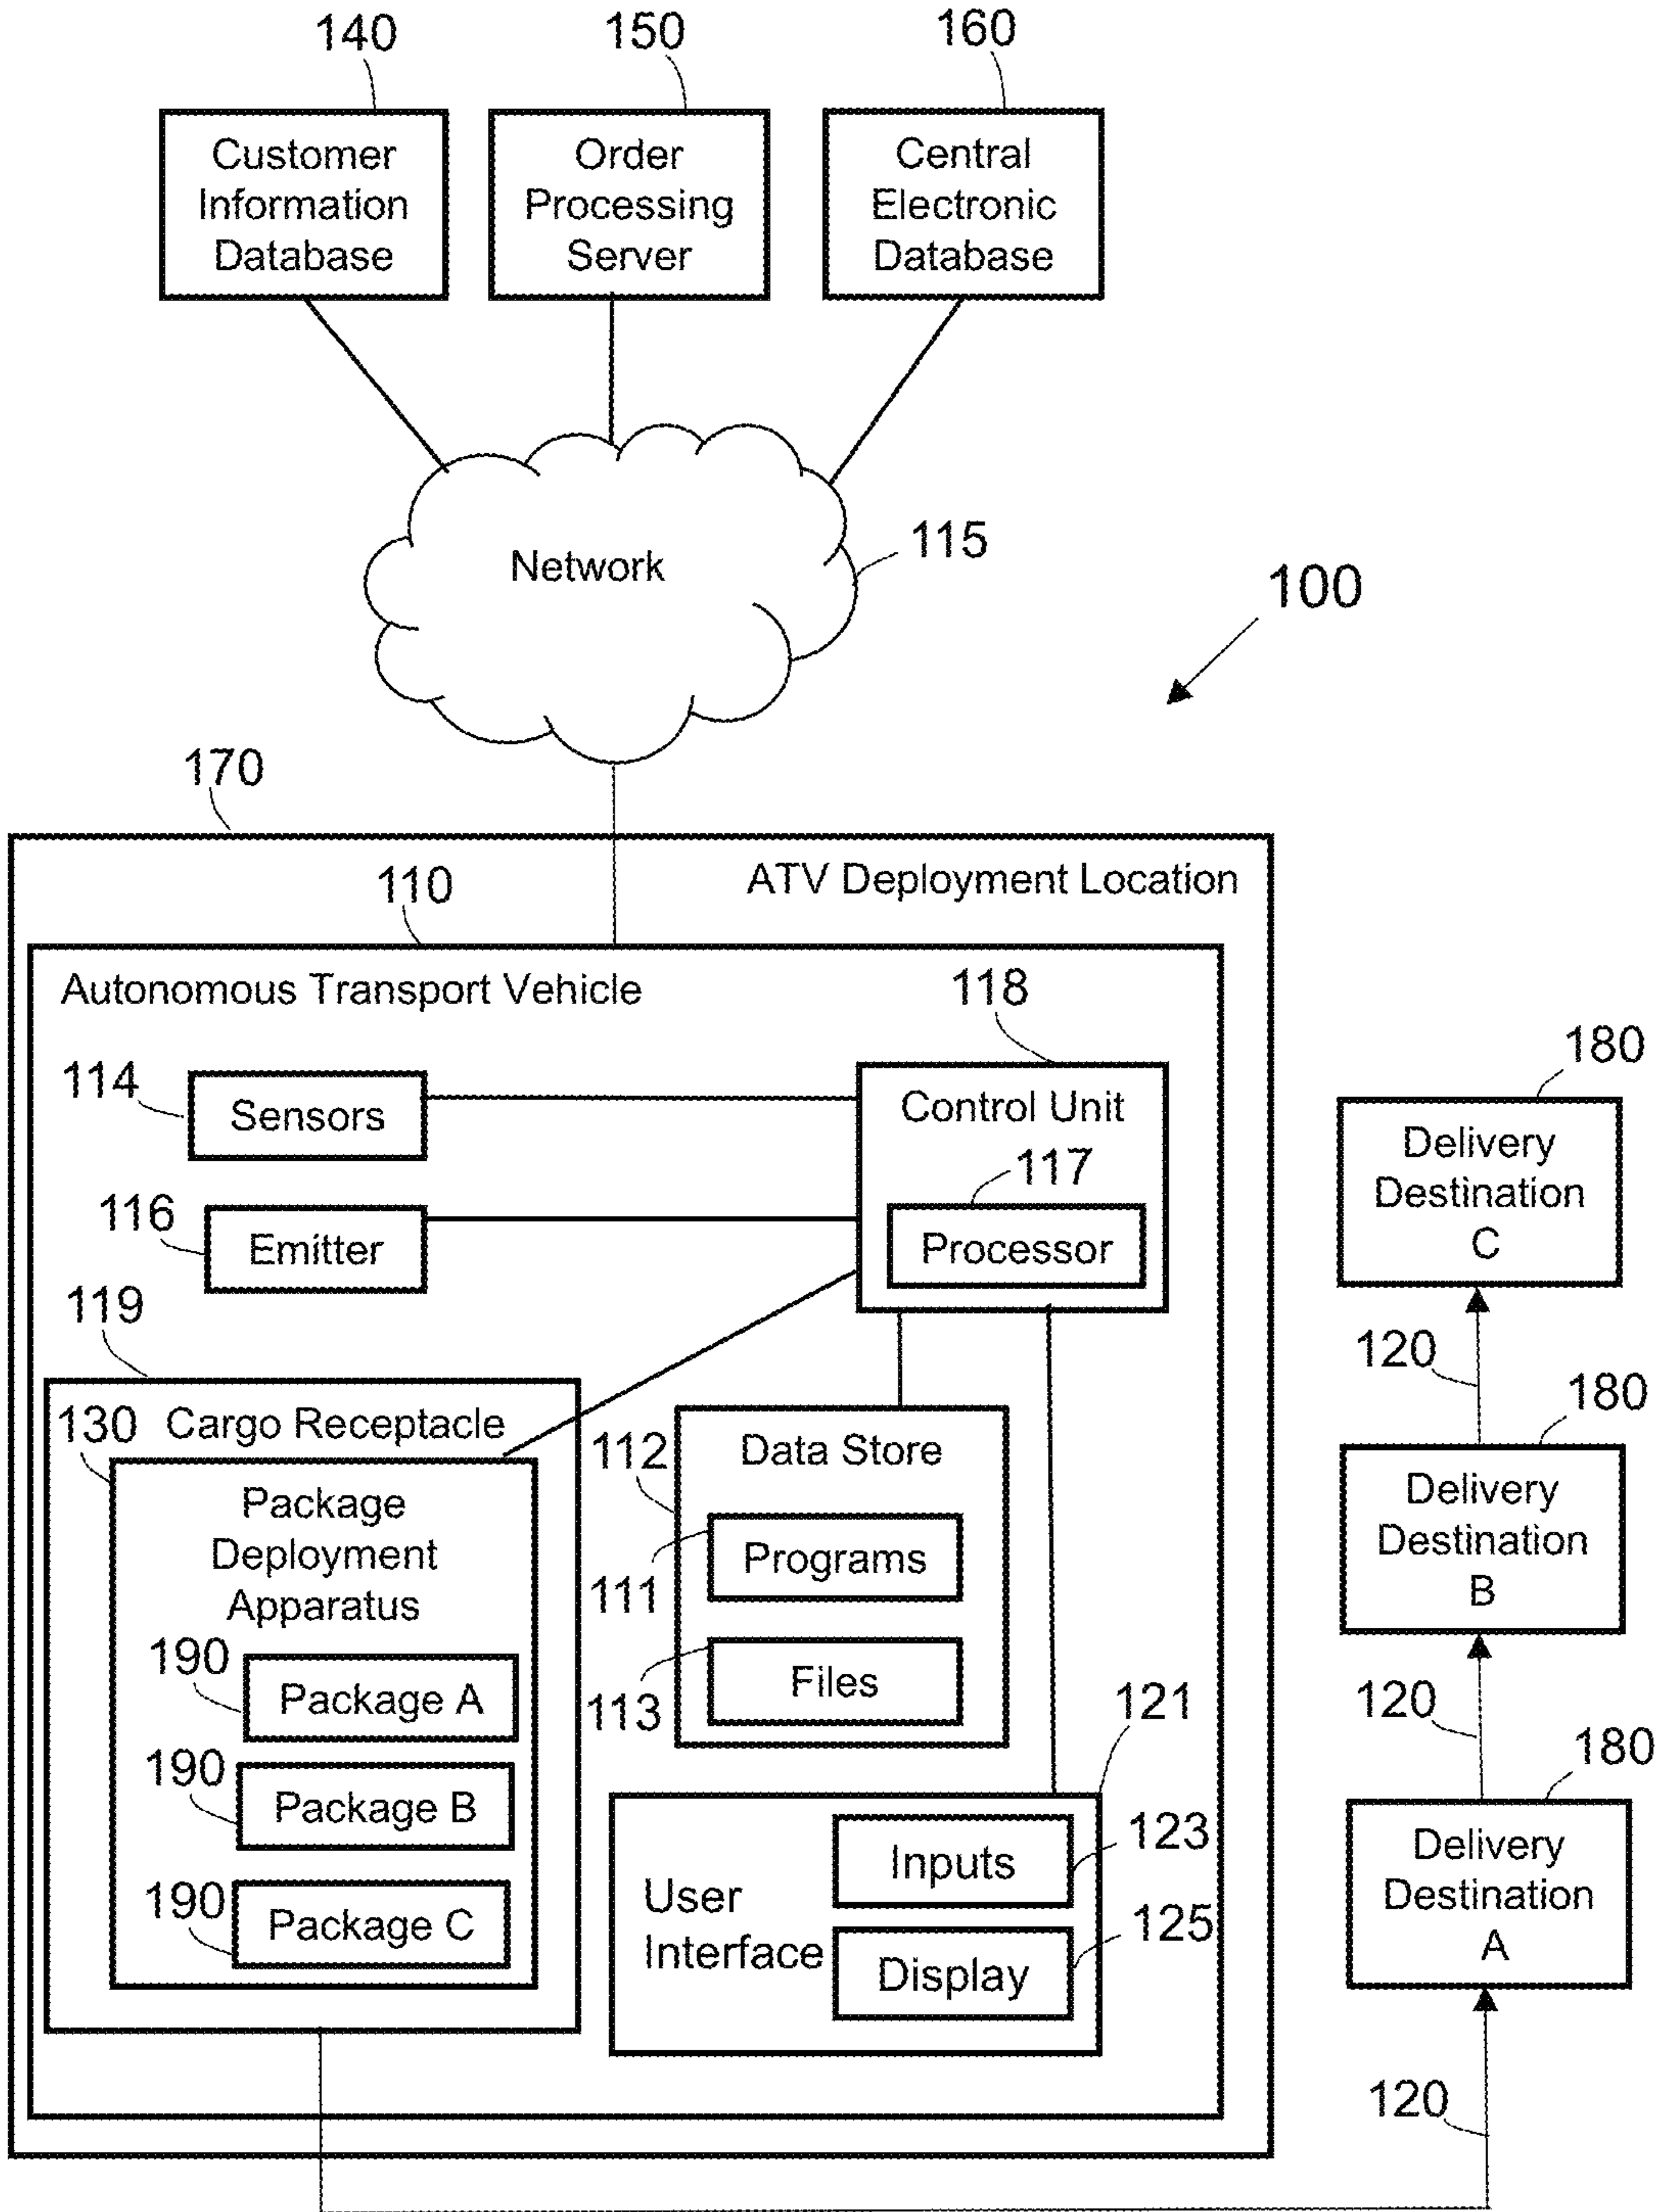 140
150
160
Customer
Information
Database
Order
Processing
Server
Central
Electronic
Database
Network
115
100
170
ATV Deployment Location
110
Autonomous Transport Vehicle
118
114
Sensors
Control Unit
117
Processor
116
Emitter
119
Cargo Receptacle
130
Package
Deployment
Apparatus
190
Package A
190
Package B
190
Package C
112
Data Store
111
Programs
113
Files
121
User
Interface
Inputs
123
Display
125
180
Delivery
Destination
C
120
180
Delivery
Destination
B
120
180
Delivery
Destination
A
120